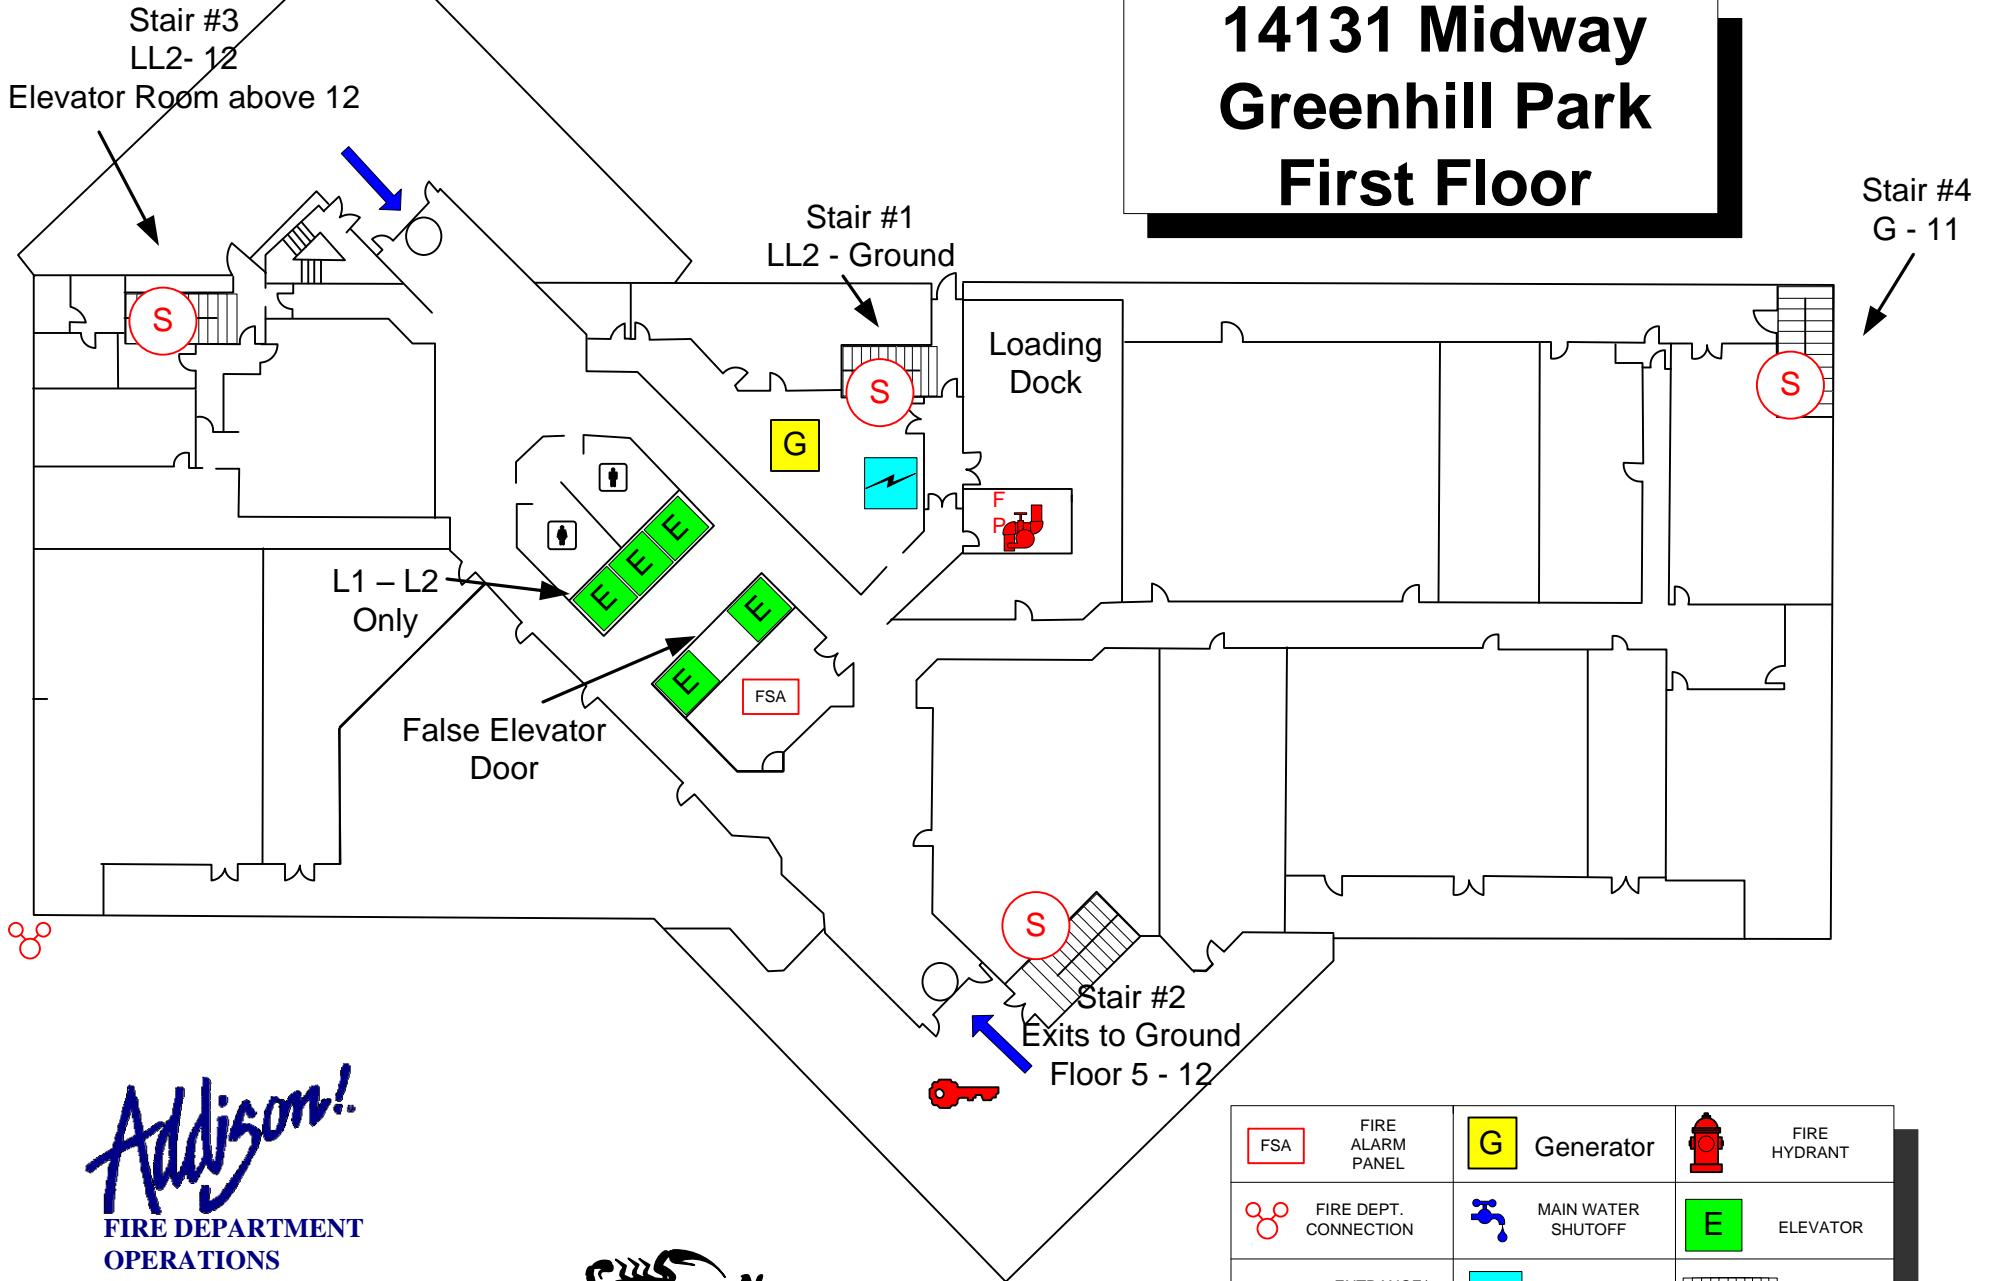 Stair #3
LL2- 12
Elevator Room above 12
14131 Midway
Greenhill Park
First Floor
Stair #4
G - 11
Stair #1
LL2 - Ground
S
S
S
Loading
Dock
G
F
P
E
E
E
L1 – L2
Only
E
E
FSA
False Elevator
Door
S
Stair #2
Exits to Ground
Floor 5 - 12
Addison!
FIRE DEPARTMENT
OPERATIONS
FSA
FIRE
ALARM
PANEL
G
Generator
FIRE
HYDRANT
FIRE DEPT.
CONNECTION
MAIN WATER
SHUTOFF
E
ELEVATOR